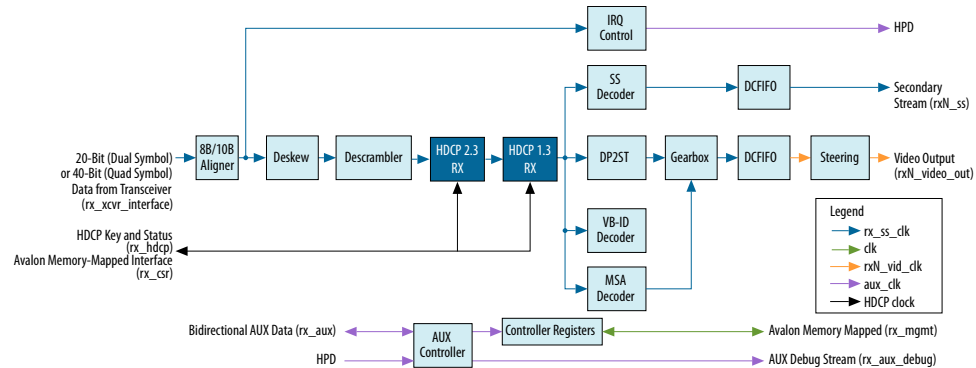 IRQ
Control
HPD
SS
Decoder
DCFIFO
Secondary
Stream (rxN_ss)
20-Bit (Dual Symbol)
or 40-Bit (Quad Symbol)
Data from Transceiver
(rx_xcvr_interface)
8B/10B
Aligner
Deskew
Descrambler
HDCP 2.3
RX
HDCP 1.3
RX
DP2ST
Gearbox
DCFIFO
Steering
Video Output
(rxN_video_out)
HDCP Key and Status
(rx_hdcp)
Avalon Memory-Mapped Interface
(rx_csr)
VB-ID
Decoder
MSA
Decoder
Legend
rx_ss_clk
clk
rxN_vid_clk
aux_clk
HDCP clock
Bidirectional AUX Data (rx_aux)
HPD
AUX
Controller
Controller Registers
Avalon Memory Mapped (rx_mgmt)
AUX Debug Stream (rx_aux_debug)